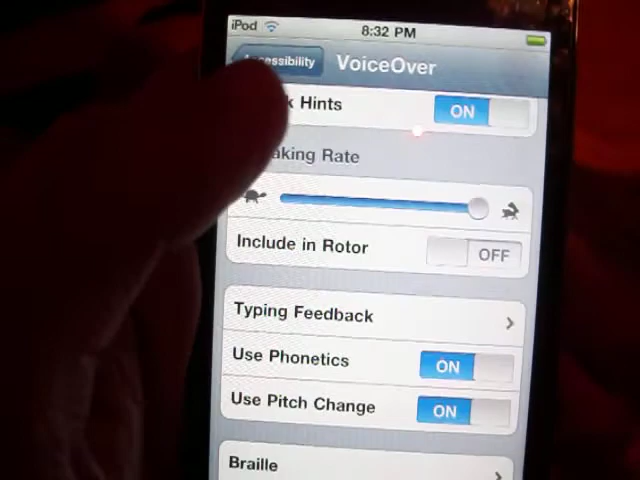 iPod 8:32 PM
Accessibility VoiceOver
k Hints ON
aking Rate
Include in Rotor OFF
Typing Feedback
Use Phonetics ON
Use Pitch Change ON
Braille